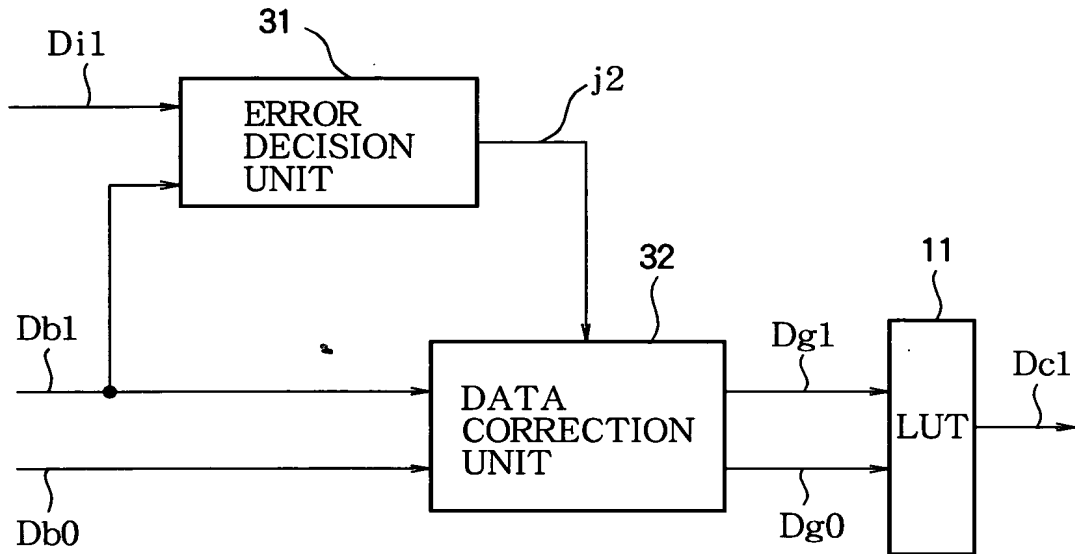 31
Di1
j2
ERROR
DECISION
UNIT
32
11
Db1
Dg1
Dc1
DATA
CORRECTION
UNIT
LUT
Db0
Dg0